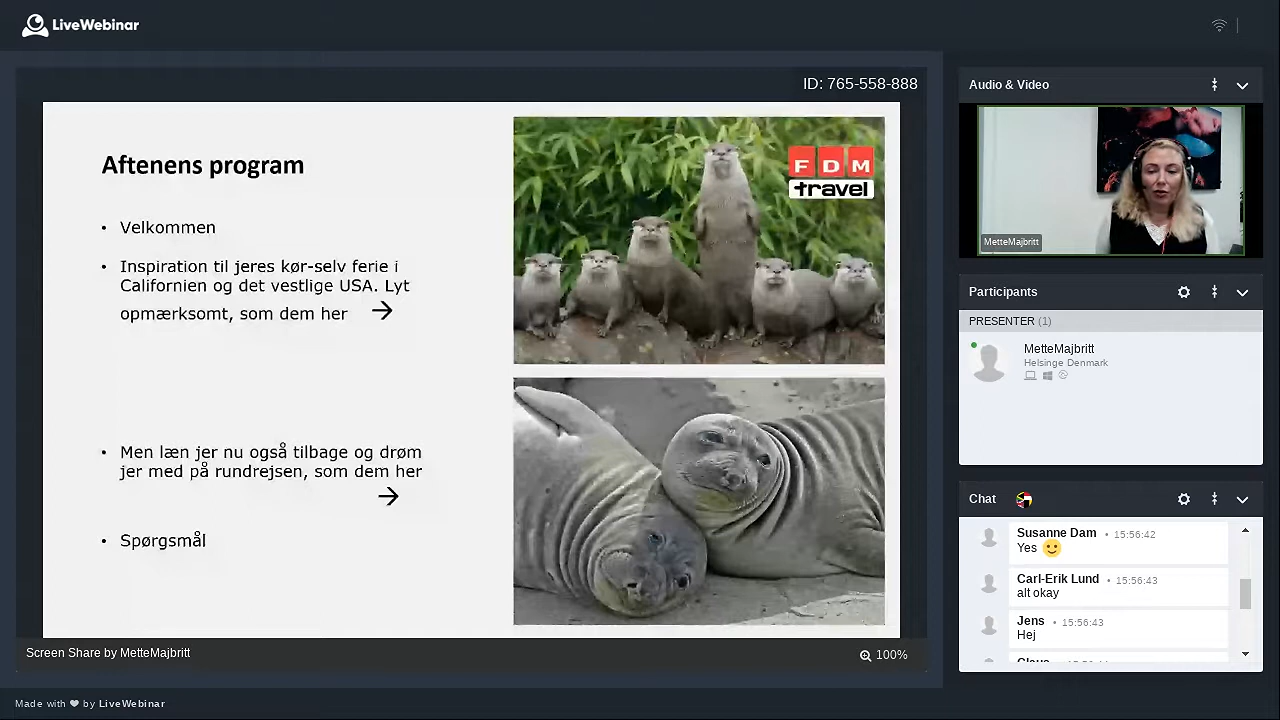 LiveWebinar
ID: 765-558-888
Aftenens program
• Velkommen
• Inspiration til jeres kør-selv ferie i
Californien og det vestlige USA. Lyt
opmærksomt, som dem her →
• Men læn jer nu også tilbage og drøm
jer med på rundrejsen, som dem her
→
• Spørgsmål
FDM
travel
Screen Share by MetteMajbritt
100%
Audio & Video
MetteMajbritt
Participants
PRESENTER (1)
MetteMajbritt
Helsinge Denmark
Chat
Susanne Dam • 15:56:42
Yes 🙂
Carl-Erik Lund • 15:56:43
alt okay
Jens • 15:56:43
Hej
Made with ❤ by LiveWebinar